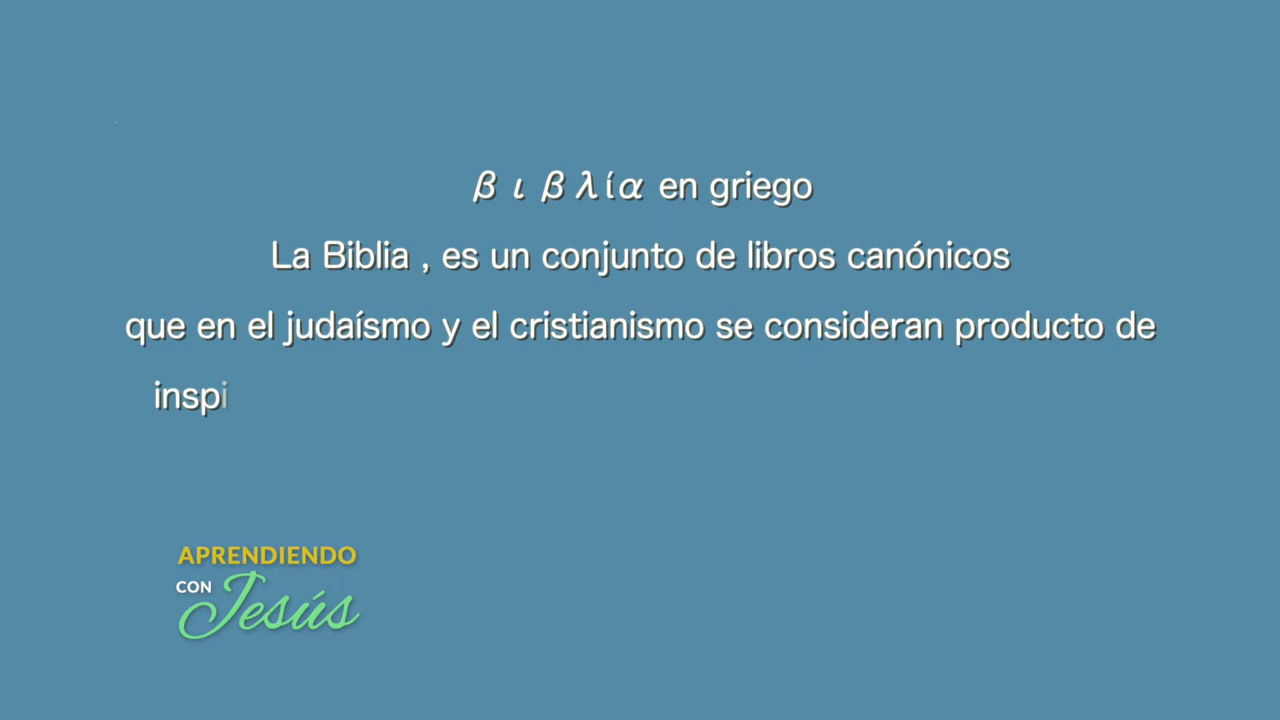 β ι β λ ί α en griego
La Biblia , es un conjunto de libros canónicos
que en el judaísmo y el cristianismo se consideran producto de
inspi
APRENDIENDO
CON Jesús